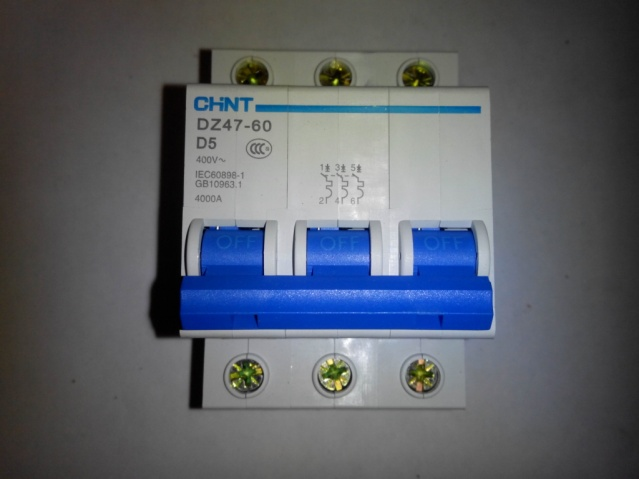 CHNT
DZ47-60
D5
400V~
CCC
IEC60898-1
GB10963.1
4000A
1 3 5
2 4 6
OFF OFF OFF